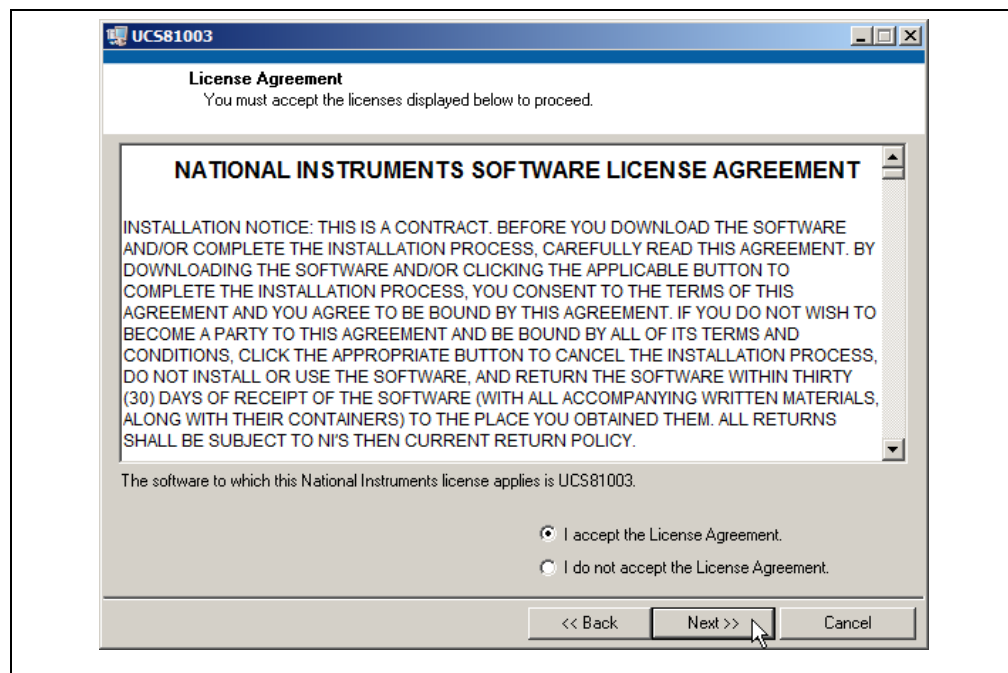 UCS81003
License Agreement
You must accept the licenses displayed below to proceed.
NATIONAL INSTRUMENTS SOFTWARE LICENSE AGREEMENT
INSTALLATION NOTICE: THIS IS A CONTRACT. BEFORE YOU DOWNLOAD THE SOFTWARE
AND/OR COMPLETE THE INSTALLATION PROCESS, CAREFULLY READ THIS AGREEMENT. BY
DOWNLOADING THE SOFTWARE AND/OR CLICKING THE APPLICABLE BUTTON TO
COMPLETE THE INSTALLATION PROCESS, YOU CONSENT TO THE TERMS OF THIS
AGREEMENT AND YOU AGREE TO BE BOUND BY THIS AGREEMENT. IF YOU DO NOT WISH TO
BECOME A PARTY TO THIS AGREEMENT AND BE BOUND BY ALL OF ITS TERMS AND
CONDITIONS, CLICK THE APPROPRIATE BUTTON TO CANCEL THE INSTALLATION PROCESS,
DO NOT INSTALL OR USE THE SOFTWARE, AND RETURN THE SOFTWARE WITHIN THIRTY
(30) DAYS OF RECEIPT OF THE SOFTWARE (WITH ALL ACCOMPANYING WRITTEN MATERIALS,
ALONG WITH THEIR CONTAINERS) TO THE PLACE YOU OBTAINED THEM. ALL RETURNS
SHALL BE SUBJECT TO NI'S THEN CURRENT RETURN POLICY.
The software to which this National Instruments license applies is UCS81003.
I accept the License Agreement.
I do not accept the License Agreement.
<< Back Next >> Cancel